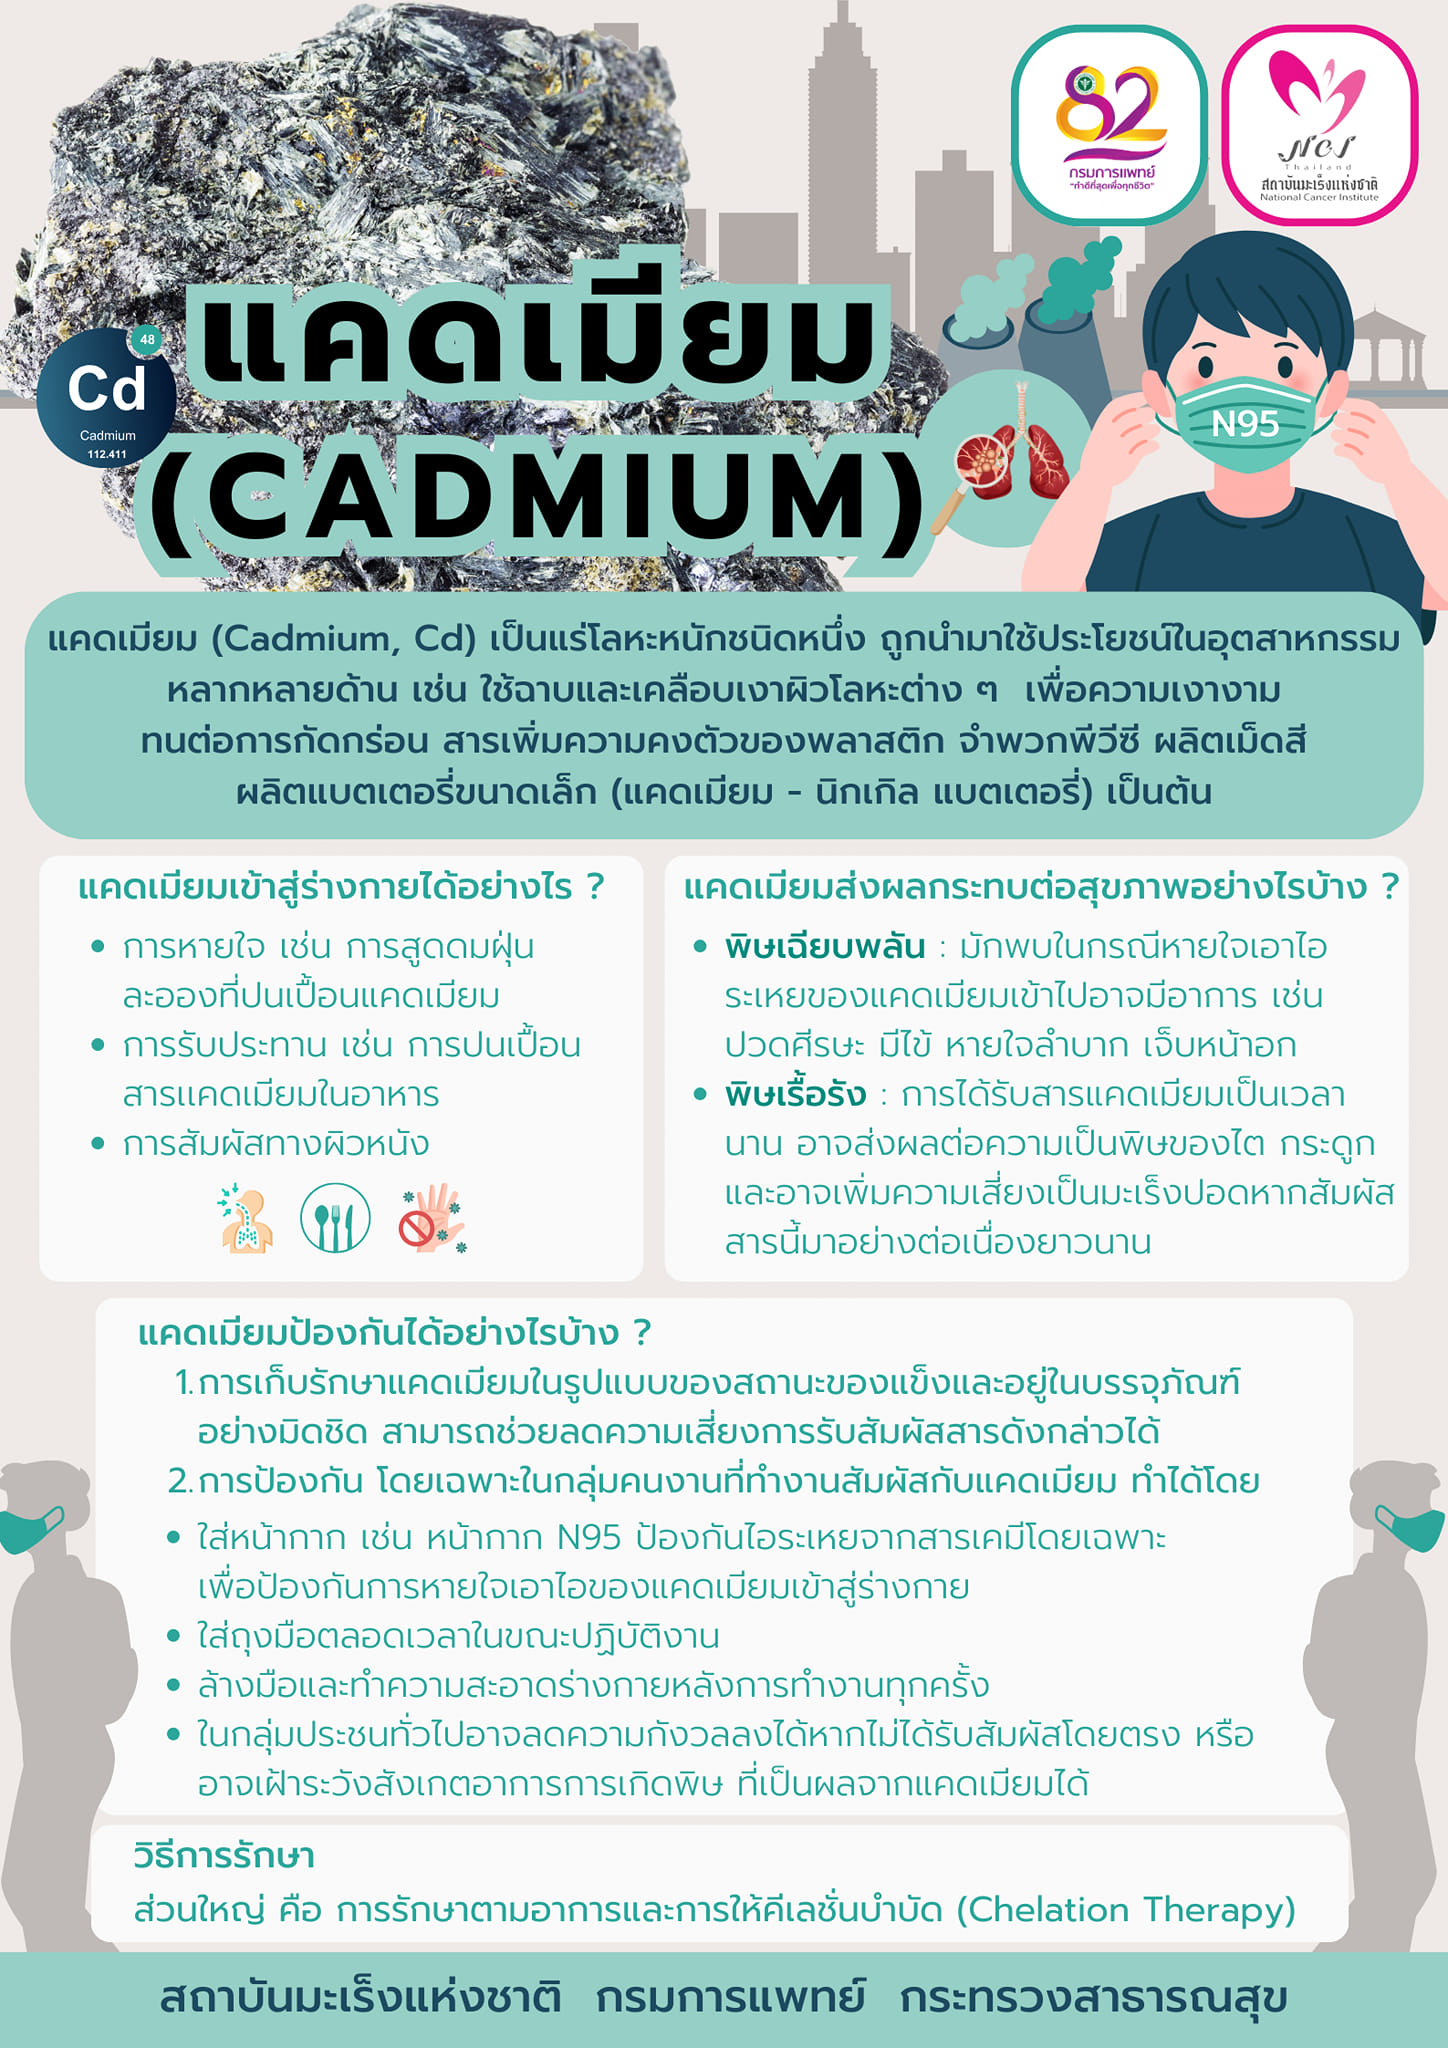 82
กรมการแพทย์
"ทำดีที่สุดเพื่อทุกชีวิต"
NCI
Thailand
สถาบันมะเร็งแห่งชาติ
National Cancer Institute
48
Cd
Cadmium
112.411
แคดเมียม
(CADMIUM)
N95
แคดเมียม (Cadmium, Cd) เป็นแร่โลหะหนักชนิดหนึ่ง ถูกนำมาใช้ประโยชน์ในอุตสาหกรรม
หลากหลายด้าน เช่น ใช้ฉาบและเคลือบเงาผิวโลหะต่าง ๆ เพื่อความเงางาม
ทนต่อการกัดกร่อน สารเพิ่มความคงตัวของพลาสติก จำพวกพีวีซี ผลิตเม็ดสี
ผลิตแบตเตอรี่ขนาดเล็ก (แคดเมียม - นิกเกิล แบตเตอรี่) เป็นต้น
แคดเมียมเข้าสู่ร่างกายได้อย่างไร ?
• การหายใจ เช่น การสูดดมฝุ่น
ละอองที่ปนเปื้อนแคดเมียม
• การรับประทาน เช่น การปนเปื้อน
สารแคดเมียมในอาหาร
• การสัมผัสทางผิวหนัง
แคดเมียมส่งผลกระทบต่อสุขภาพอย่างไรบ้าง ?
• พิษเฉียบพลัน : มักพบในกรณีหายใจเอาไอ
ระเหยของแคดเมียมเข้าไปอาจมีอาการ เช่น
ปวดศีรษะ มีไข้ หายใจลำบาก เจ็บหน้าอก
• พิษเรื้อรัง : การได้รับสารแคดเมียมเป็นเวลา
นาน อาจส่งผลต่อความเป็นพิษของไต กระดูก
และอาจเพิ่มความเสี่ยงเป็นมะเร็งปอดหากสัมผัส
สารนี้มาอย่างต่อเนื่องยาวนาน
แคดเมียมป้องกันได้อย่างไรบ้าง ?
1. การเก็บรักษาแคดเมียมในรูปแบบของสถานะของแข็งและอยู่ในบรรจุภัณฑ์
อย่างมิดชิด สามารถช่วยลดความเสี่ยงการรับสัมผัสสารดังกล่าวได้
2. การป้องกัน โดยเฉพาะในกลุ่มคนงานที่ทำงานสัมผัสกับแคดเมียม ทำได้โดย
• ใส่หน้ากาก เช่น หน้ากาก N95 ป้องกันไอระเหยจากสารเคมีโดยเฉพาะ
เพื่อป้องกันการหายใจเอาไอของแคดเมียมเข้าสู่ร่างกาย
• ใส่ถุงมือตลอดเวลาในขณะปฏิบัติงาน
• ล้างมือและทำความสะอาดร่างกายหลังการทำงานทุกครั้ง
• ในกลุ่มประชนทั่วไปอาจลดความกังวลลงได้หากไม่ได้รับสัมผัสโดยตรง หรือ
อาจเฝ้าระวังสังเกตอาการการเกิดพิษ ที่เป็นผลจากแคดเมียมได้
วิธีการรักษา
ส่วนใหญ่ คือ การรักษาตามอาการและการให้คีเลชั่นบำบัด (Chelation Therapy)
สถาบันมะเร็งแห่งชาติ กรมการแพทย์ กระทรวงสาธารณสุข